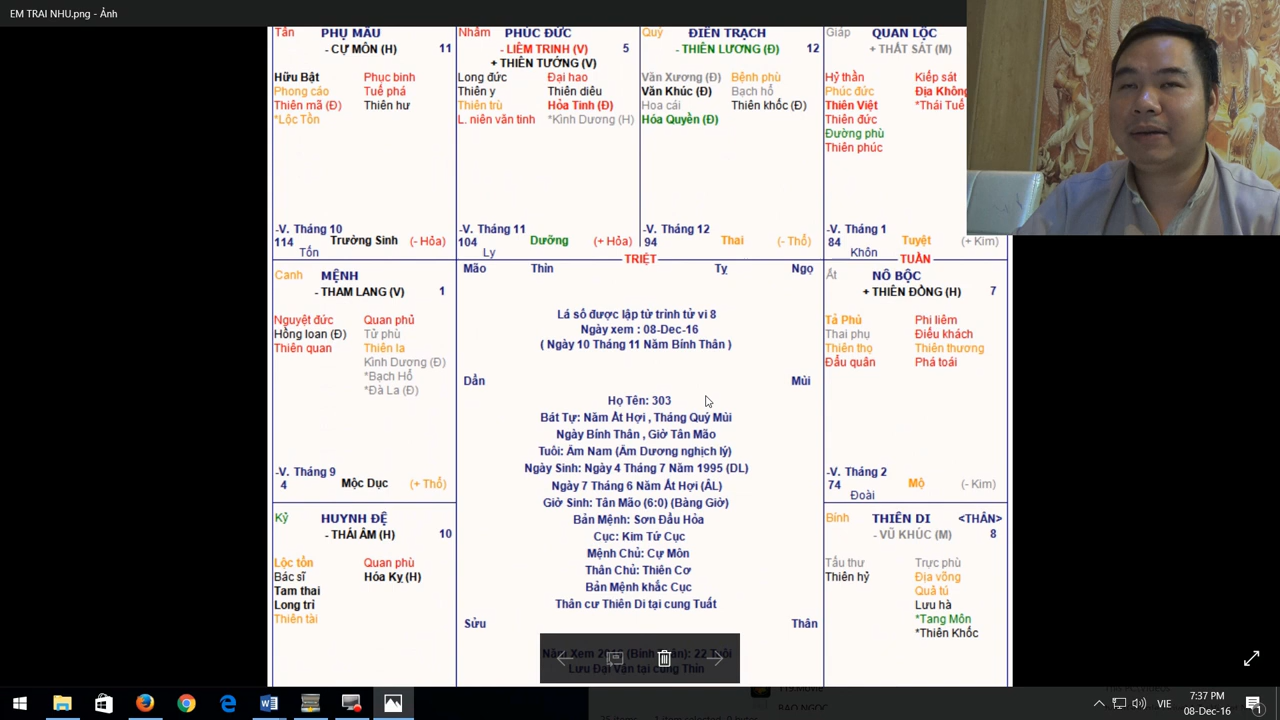 EM TRAI NHU.png - Ảnh
Tân PHỤ MẪU
- CỰ MÔN (H) 11
Hữu Bật Phục binh
Phong cáo Tuế phá
Thiên mã (Đ) Thiên hư
*Lộc Tồn
-V. Tháng 10
114 Trường Sinh (- Hỏa)
Tốn
Nhâm PHÚC ĐỨC
- LIÊM TRINH (V) 5
+ THIÊN TƯỚNG (V)
Long đức Đại hao
Thiên y Thiên diêu
Thiên trù Hỏa Tinh (Đ)
L. niên văn tinh *Kình Dương (H)
-V. Tháng 11
104 Dưỡng (+ Hỏa)
Ly
Quý ĐIỀN TRẠCH
- THIÊN LƯƠNG (Đ) 12
Văn Xương (Đ) Bệnh phù
Văn Khúc (Đ) Bạch hổ
Hoa cái Thiên khốc (Đ)
Hóa Quyền (Đ)
-V. Tháng 12
94 Thai (- Thổ)
Giáp QUAN LỘC
+ THẤT SÁT (M)
Hỷ thần Kiếp sát
Phúc đức Địa Không
Thiên Việt *Thái Tuế
Thiên đức
Đường phù
Thiên phúc
-V. Tháng 1
84 Tuyệt (+ Kim)
Khôn
TRIỆT
TUẦN
Canh MỆNH
- THAM LANG (V) 1
Nguyệt đức Quan phủ
Hồng loan (Đ) Tử phù
Thiên quan Thiên la
Kình Dương (Đ)
*Bạch Hổ
*Đà La (Đ)
-V. Tháng 9
4 Mộc Dục (+ Thổ)
Mão Thìn Tỵ Ngọ
Lá số được lập từ trình tử vi 8
Ngày xem : 08-Dec-16
( Ngày 10 Tháng 11 Năm Bính Thân )
Dần Mùi
Họ Tên: 303
Bát Tự: Năm Ất Hợi , Tháng Quý Mùi
Ngày Bính Thân , Giờ Tân Mão
Tuổi: Âm Nam (Âm Dương nghịch lý)
Ngày Sinh: Ngày 4 Tháng 7 Năm 1995 (DL)
Ngày 7 Tháng 6 Năm Ất Hợi (ÂL)
Giờ Sinh: Tân Mão (6:0) (Bàng Giờ)
Bản Mệnh: Sơn Đầu Hỏa
Cục: Kim Tứ Cục
Mệnh Chủ: Cự Môn
Thân Chủ: Thiên Cơ
Bản Mệnh khắc Cục
Thân cư Thiên Di tại cung Tuất
Sửu Thân
Năm Xem 2016 (Bính Thân): 22 Tuổi
Lưu Đại Vận tại cung Thìn
Ất NÔ BỘC
+ THIÊN ĐỒNG (H) 7
Tả Phù Phi liêm
Thai phụ Điếu khách
Thiên thọ Thiên thương
Đẩu quân Phá toái
-V. Tháng 2
74 Mộ (- Kim)
Đoài
Kỷ HUYNH ĐỆ
- THÁI ÂM (H) 10
Lộc tồn Quan phù
Bác sĩ Hóa Kỵ (H)
Tam thai
Long trì
Thiên tài
Bính THIÊN DI <THÂN>
- VŨ KHÚC (M) 8
Tấu thư Trực phù
Thiên hỷ Địa võng
Quả tú
Lưu hà
*Tang Môn
*Thiên Khốc
VIE
7:37 PM
08-Dec-16